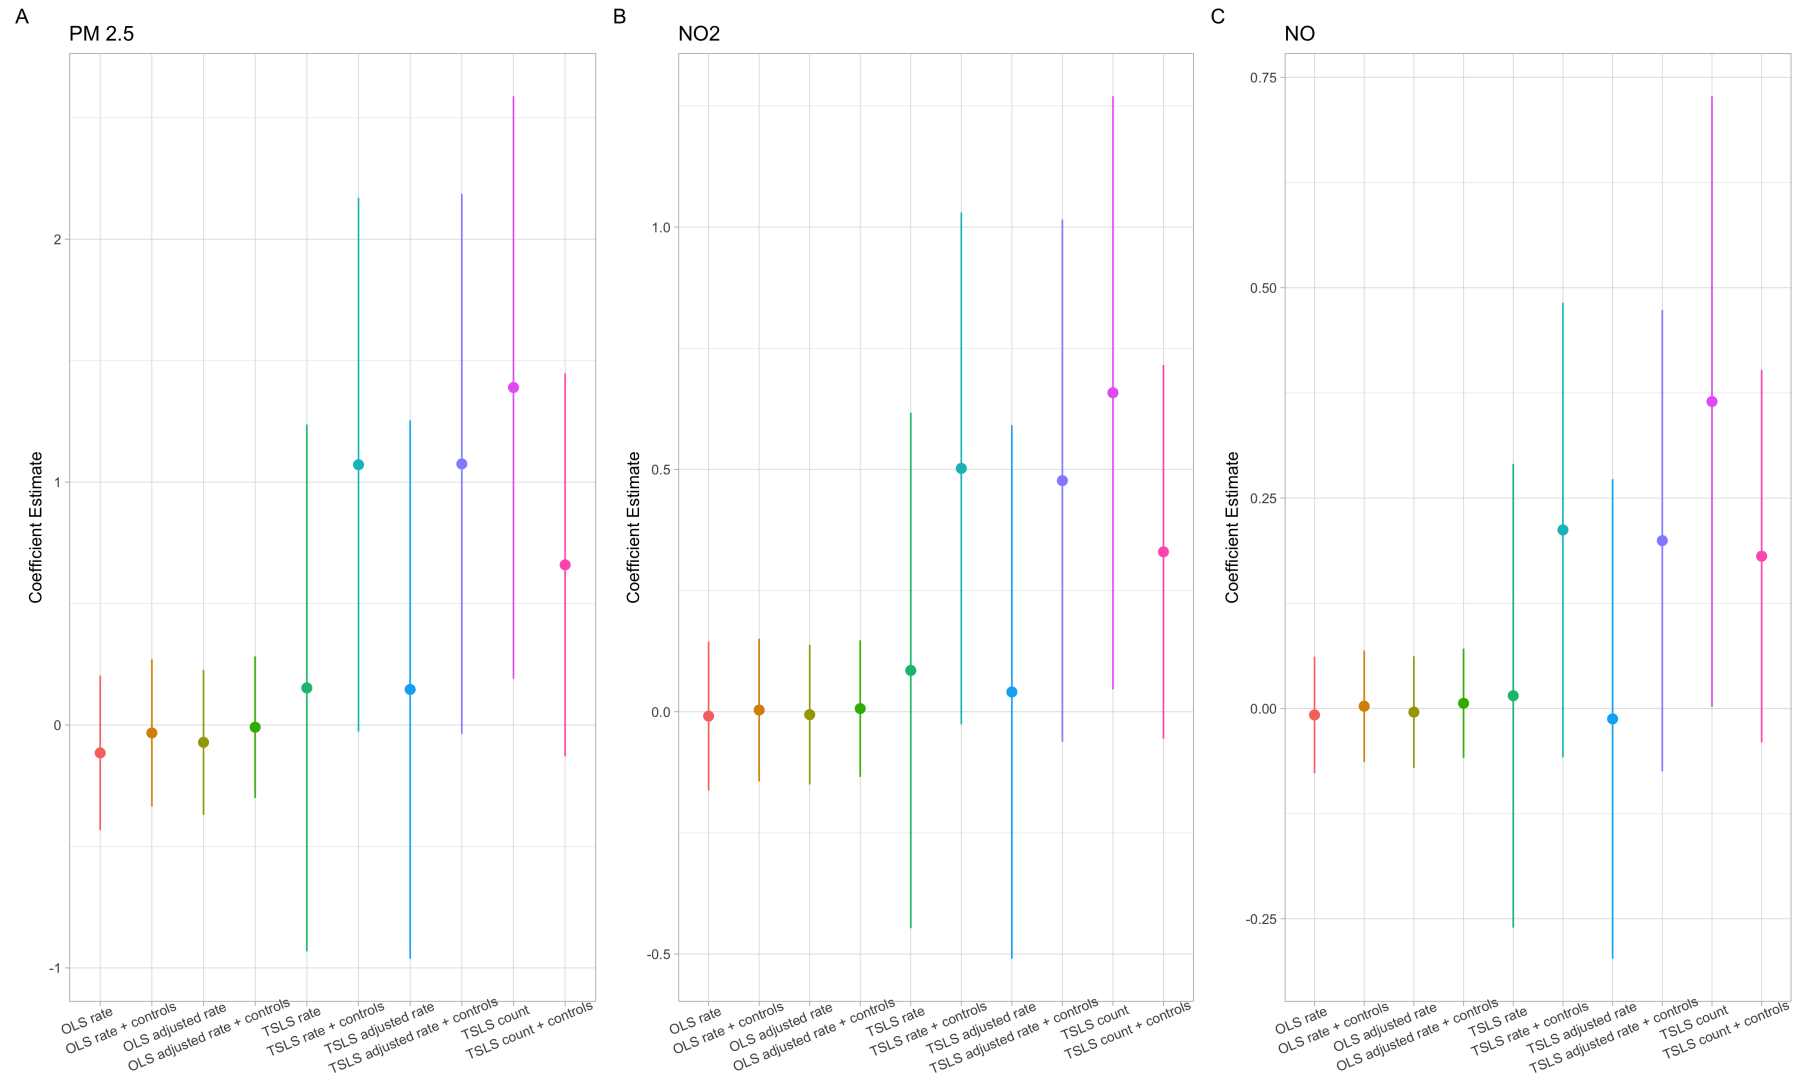 A
PM 2.5
Coefficient Estimate
2
1
0
-1
OLS rate
OLS rate + controls
OLS adjusted rate
OLS adjusted rate + controls
TSLS rate
TSLS rate + controls
TSLS adjusted rate
TSLS adjusted rate + controls
TSLS count
TSLS count + controls
B
NO2
Coefficient Estimate
1.0
0.5
0.0
-0.5
OLS rate
OLS rate + controls
OLS adjusted rate
OLS adjusted rate + controls
TSLS rate
TSLS rate + controls
TSLS adjusted rate
TSLS adjusted rate + controls
TSLS count
TSLS count + controls
C
NO
Coefficient Estimate
0.75
0.50
0.25
0.00
-0.25
OLS rate
OLS rate + controls
OLS adjusted rate
OLS adjusted rate + controls
TSLS rate
TSLS rate + controls
TSLS adjusted rate
TSLS adjusted rate + controls
TSLS count
TSLS count + controls